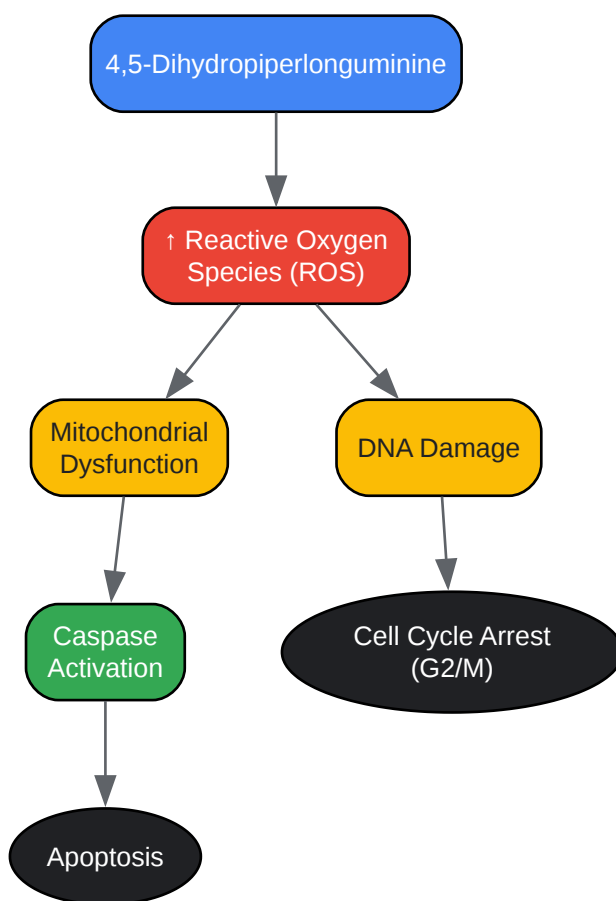 4,5-Dihydropiperlonguminine
↑ Reactive Oxygen
Species (ROS)
Mitochondrial
Dysfunction
DNA Damage
Caspase
Activation
Cell Cycle Arrest
(G2/M)
Apoptosis